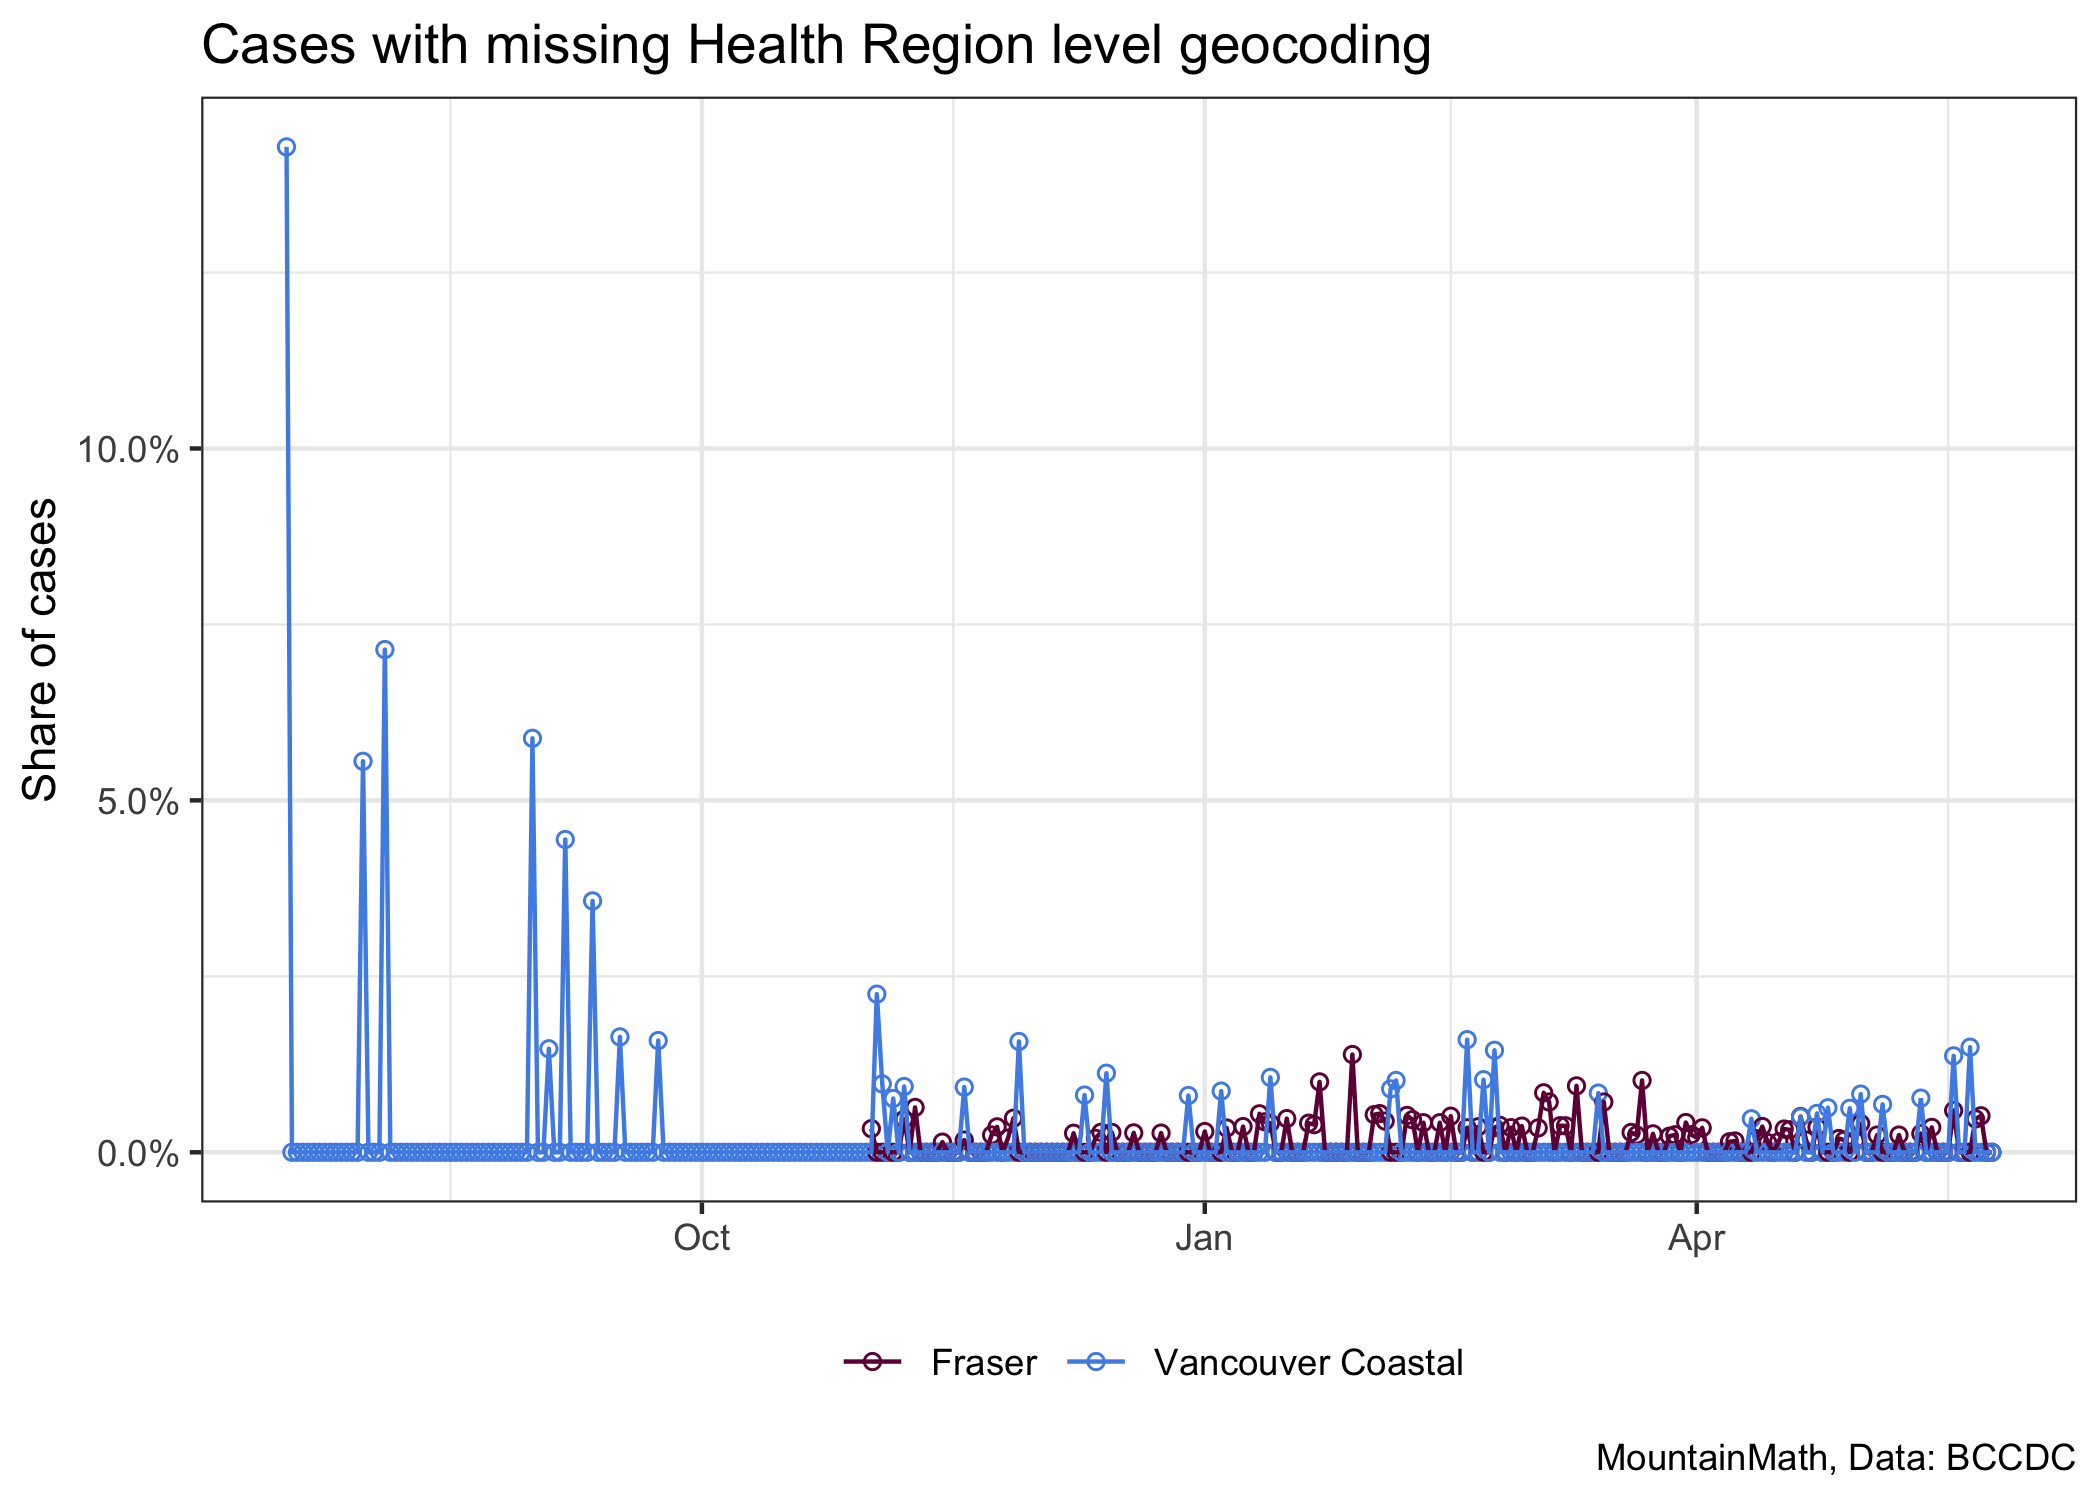 Cases with missing Health Region level geocoding
Share of cases
10.0%
5.0%
0.0%
Oct Jan Apr
Fraser Vancouver Coastal
MountainMath, Data: BCCDC